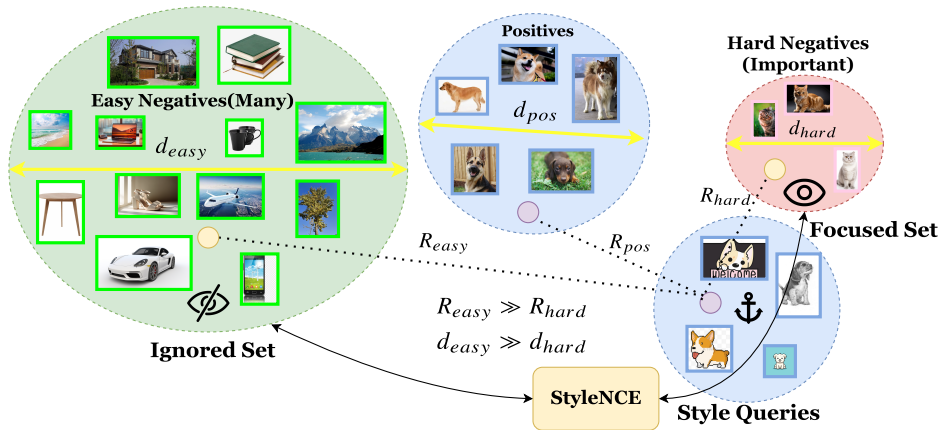 Easy Negatives(Many)
d_easy
Ignored Set
Positives
d_pos
Hard Negatives
(Important)
d_hard
Focused Set
R_easy
R_pos
R_hard
R_easy ≫ R_hard
d_easy ≫ d_hard
WELCOME
StyleNCE
Style Queries